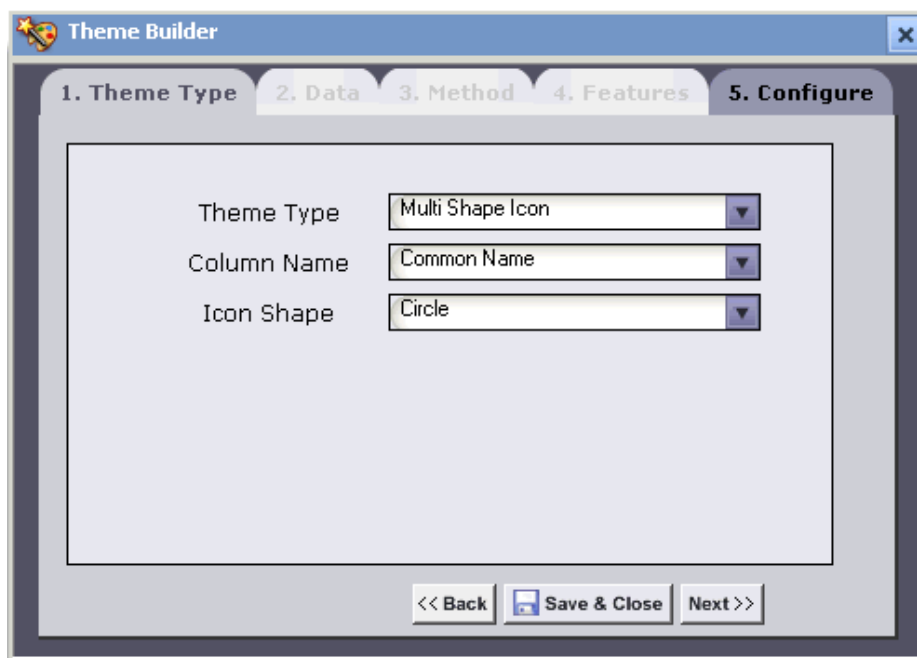 Theme Builder
1. Theme Type 2. Data 3. Method 4. Features 5. Configure
Theme Type Multi Shape Icon
Column Name Common Name
Icon Shape Circle
<< Back Save & Close Next >>